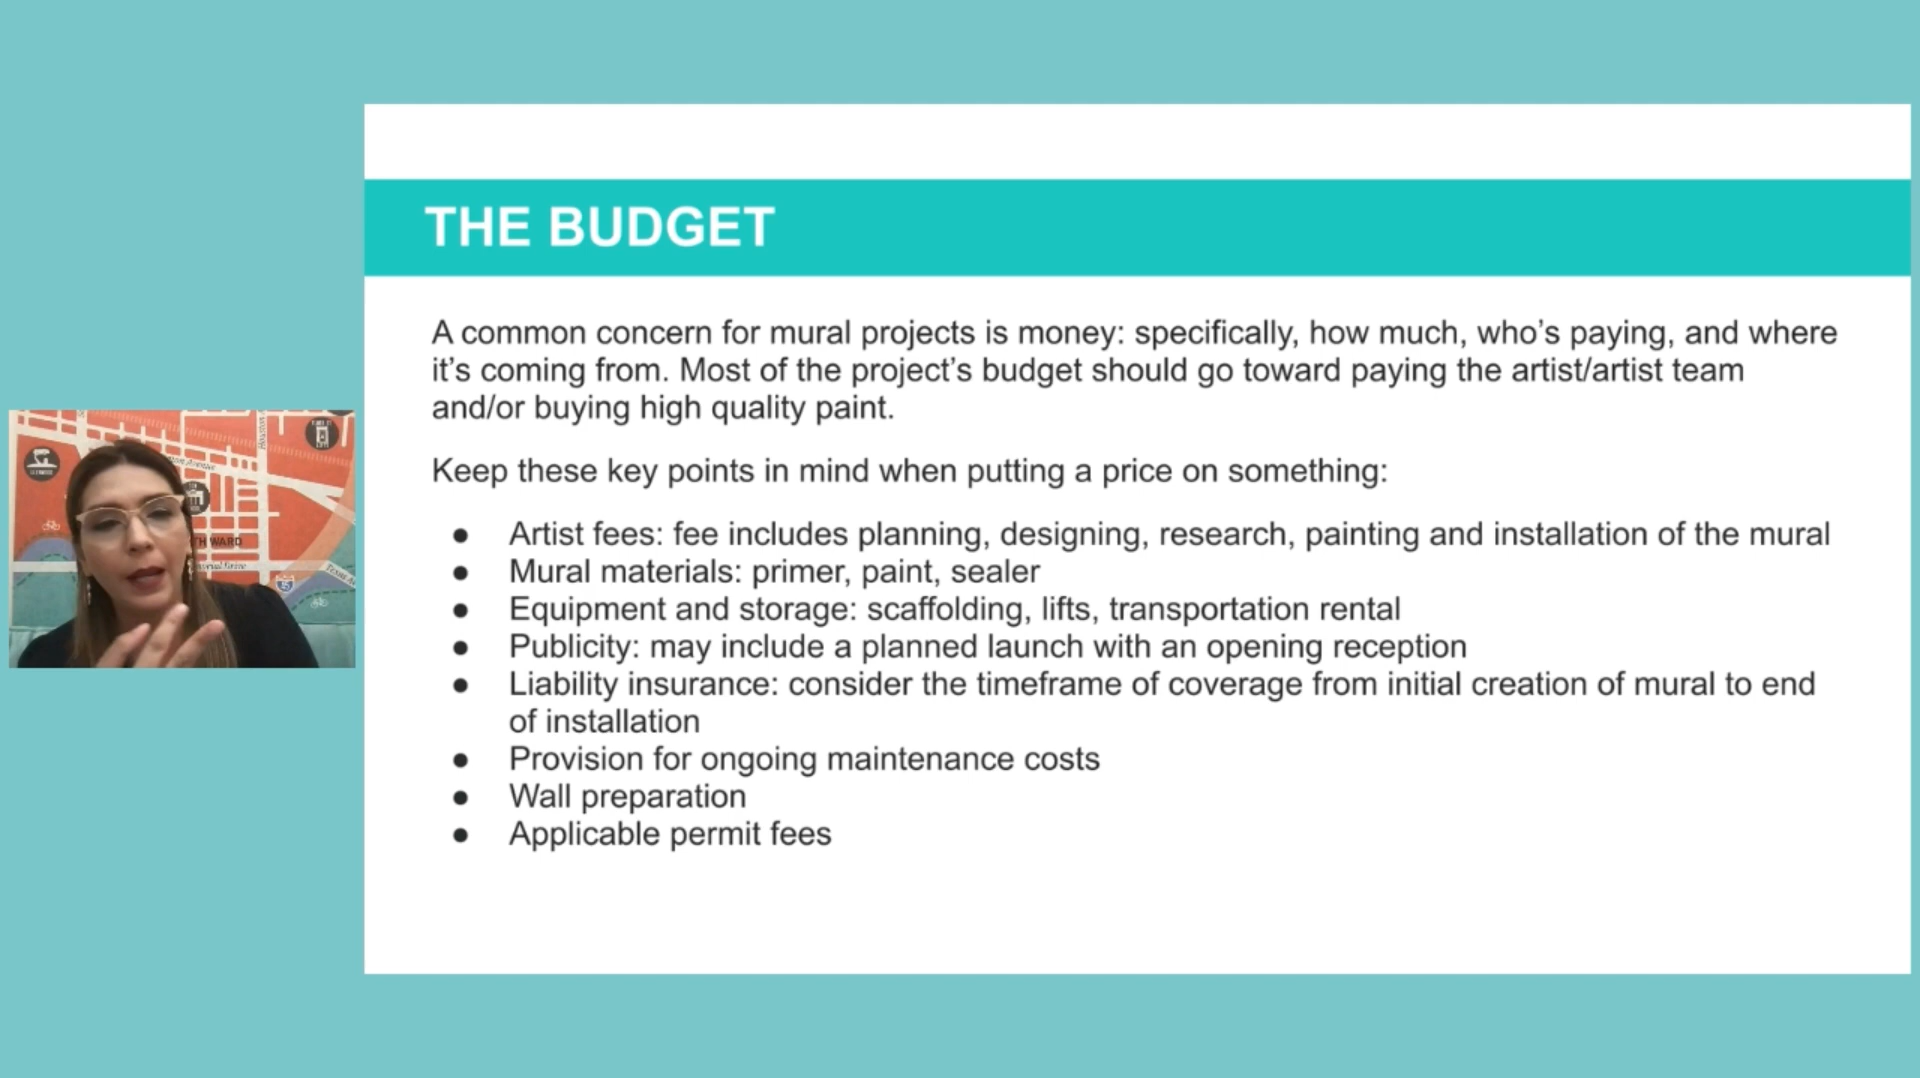 THE BUDGET
A common concern for mural projects is money: specifically, how much, who's paying, and where
it's coming from. Most of the project's budget should go toward paying the artist/artist team
and/or buying high quality paint.
Keep these key points in mind when putting a price on something:
● Artist fees: fee includes planning, designing, research, painting and installation of the mural
● Mural materials: primer, paint, sealer
● Equipment and storage: scaffolding, lifts, transportation rental
● Publicity: may include a planned launch with an opening reception
● Liability insurance: consider the timeframe of coverage from initial creation of mural to end
of installation
● Provision for ongoing maintenance costs
● Wall preparation
● Applicable permit fees
Houston
Avenue
WARD
Drive
Texas